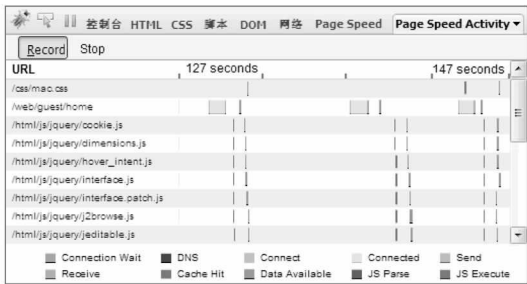 控制台 HTML CSS 脚本 DOM 网络 Page Speed Page Speed Activity
Record Stop
URL 127 seconds 147 seconds
/css/mac.css
/web/guest/home
/html/js/jquery/cookie.js
/html/js/jquery/dimensions.js
/html/js/jquery/hover_intent.js
/html/js/jquery/interface.js
/html/js/jquery/interface.patch.js
/html/js/jquery/j2browse.js
/html/js/jquery/jeditable.js
Connection Wait DNS Connect Connected Send
Receive Cache Hit Data Available JS Parse JS Execute